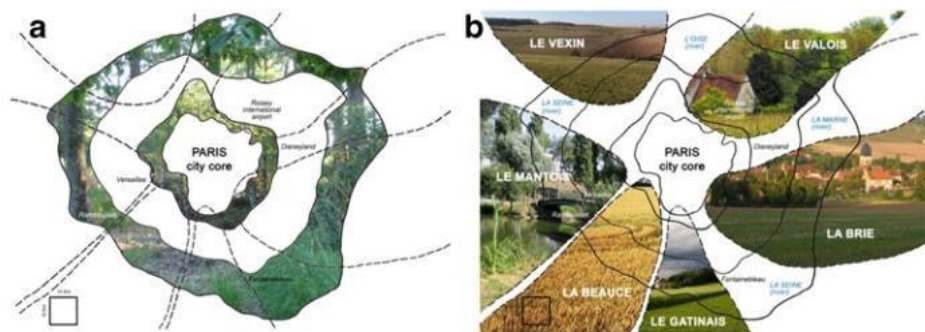 a
Roissy
international
airport
PARIS
city core
Disneyland
Versailles
Rambouillet
Fontainebleau
b
LE VEXIN
L'OISE
(river)
LE VALOIS
LA SEINE
(river)
LA MARNE
(river)
PARIS
city core
Disneyland
LE MANTOIS
LA BRIE
LA BEAUCE
Fontainebleau
LA SEINE
(river)
LE GATINAIS